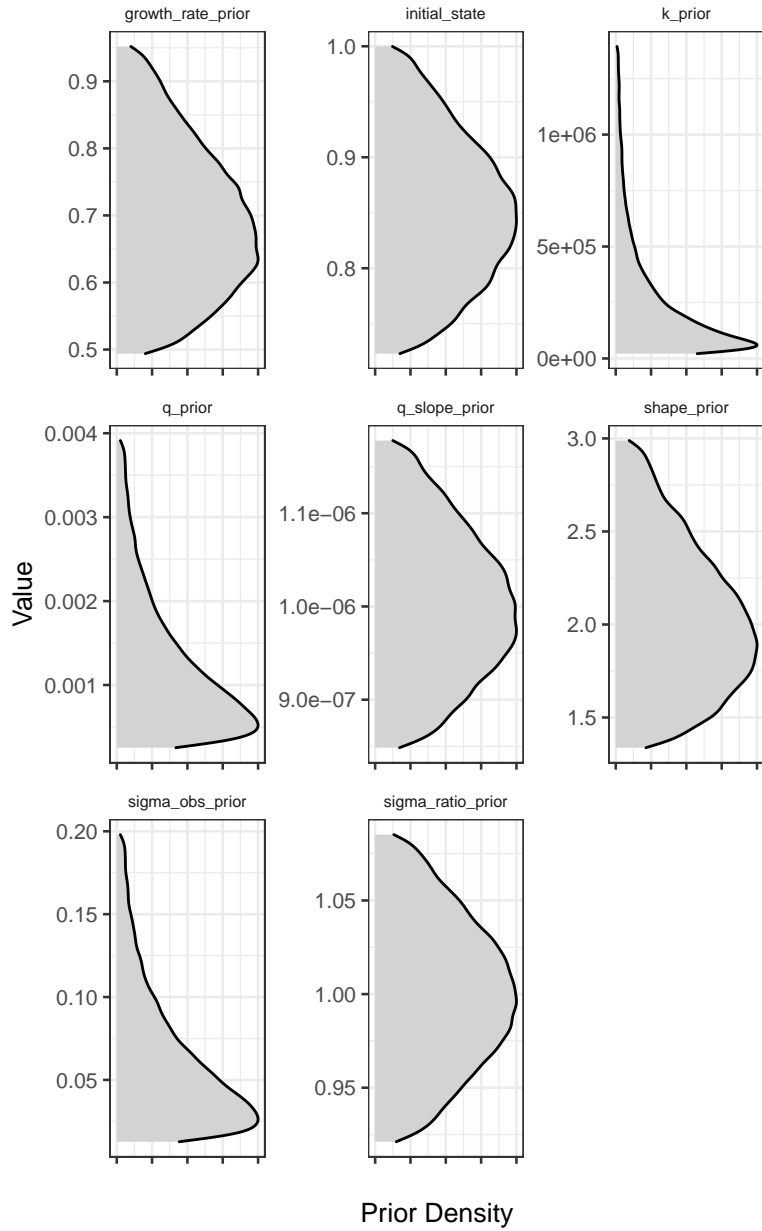 growth_rate_prior initial_state k_prior
0.9
0.8
0.7
0.6
0.5
1.0
0.9
0.8
1e+06
5e+05
0e+00
q_prior q_slope_prior shape_prior
0.004
0.003
0.002
0.001
1.1e−06
1.0e−06
9.0e−07
3.0
2.5
2.0
1.5
Value
sigma_obs_prior sigma_ratio_prior
0.20
0.15
0.10
0.05
1.05
1.00
0.95
Prior Density